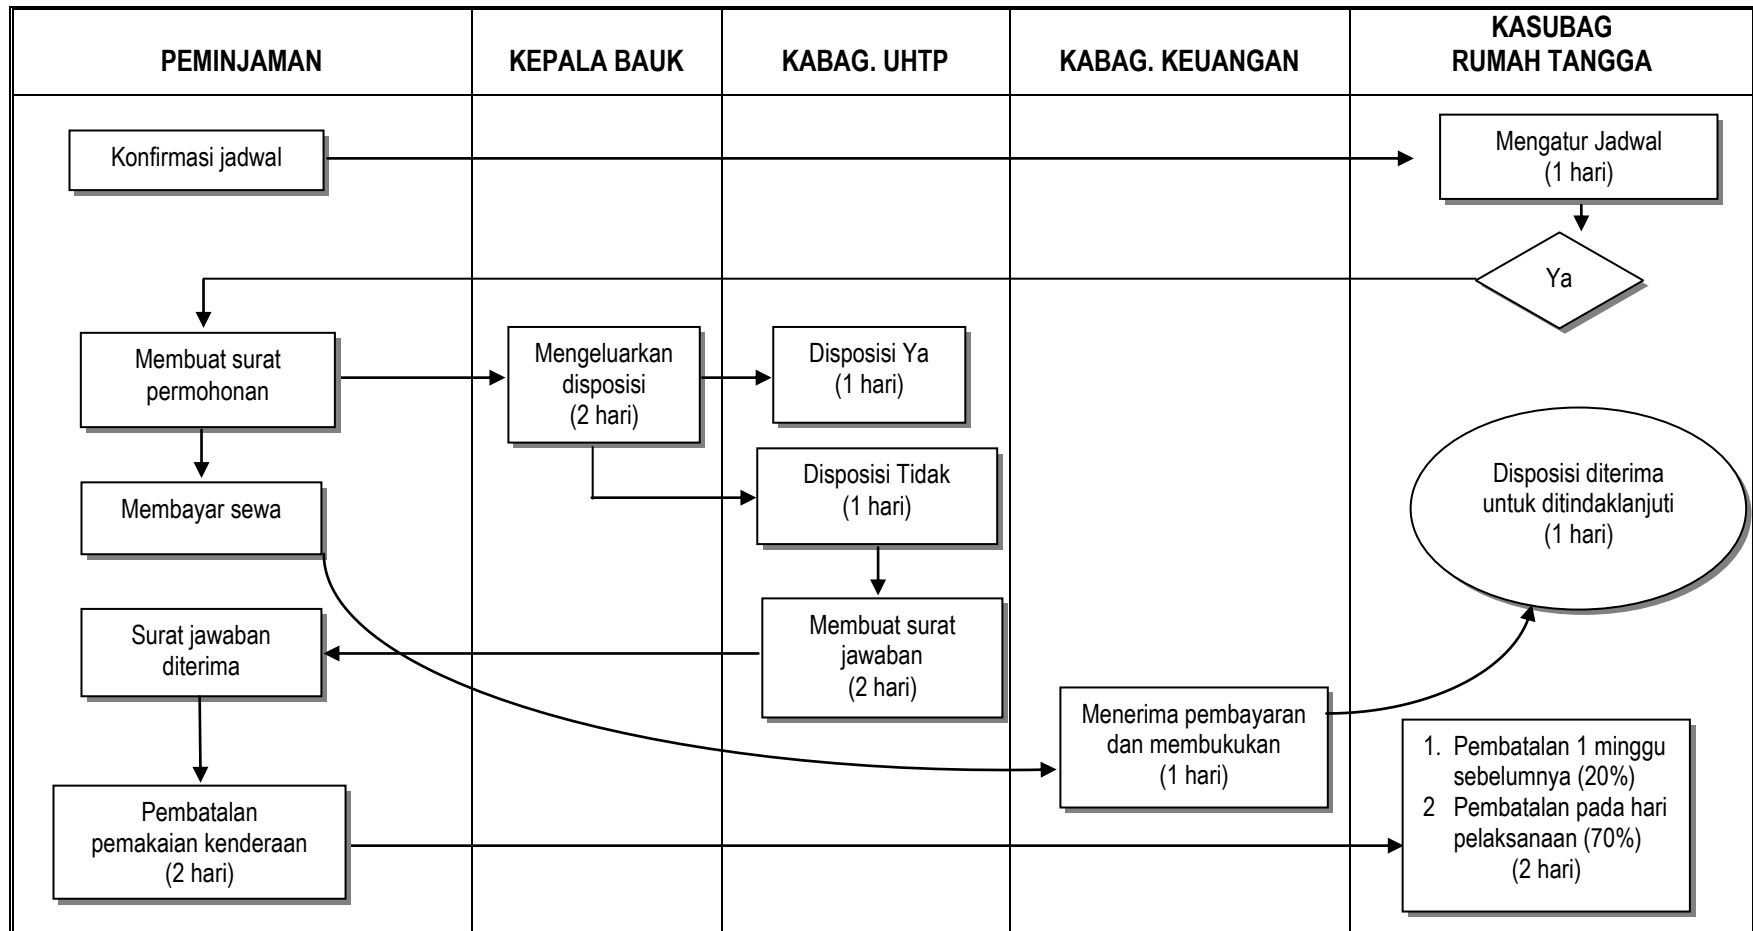 PEMINJAMAN
KEPALA BAUK
KABAG. UHTP
KABAG. KEUANGAN
KASUBAG
RUMAH TANGGA
Konfirmasi jadwal
Mengatur Jadwal
(1 hari)
Ya
Membuat surat
permohonan
Mengeluarkan
disposisi
(2 hari)
Disposisi Ya
(1 hari)
Disposisi Tidak
(1 hari)
Disposisi diterima
untuk ditindaklanjuti
(1 hari)
Membayar sewa
Surat jawaban
diterima
Membuat surat
jawaban
(2 hari)
Menerima pembayaran
dan membukukan
(1 hari)
1. Pembatalan 1 minggu
sebelumnya (20%)
2 Pembatalan pada hari
pelaksanaan (70%)
(2 hari)
Pembatalan
pemakaian kenderaan
(2 hari)